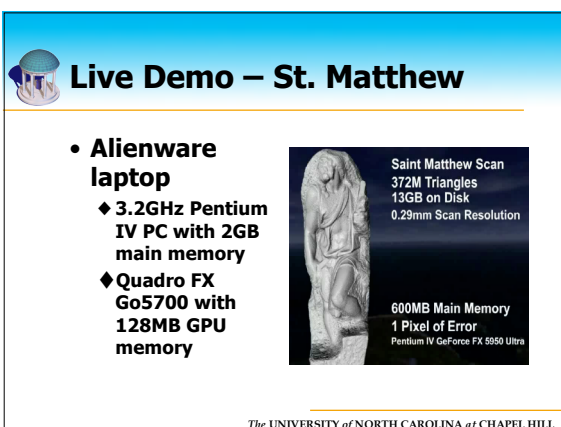 Live Demo – St. Matthew
• Alienware
laptop
♦ 3.2GHz Pentium
IV PC with 2GB
main memory
♦ Quadro FX
Go5700 with
128MB GPU
memory
Saint Matthew Scan
372M Triangles
13GB on Disk
0.29mm Scan Resolution
600MB Main Memory
1 Pixel of Error
Pentium IV GeForce FX 5950 Ultra
The UNIVERSITY of NORTH CAROLINA at CHAPEL HILL